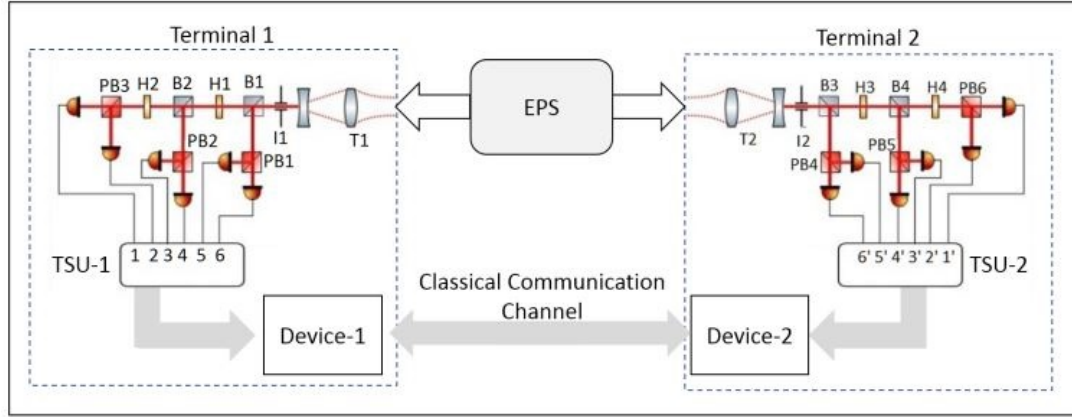 Terminal 1
Terminal 2
PB3 H2 B2 H1 B1
EPS
B3 H3 B4 H4 PB6
PB2
PB1
I1
T1
T2
I2
PB4
PB5
TSU-1
1 2 3 4 5 6
6' 5' 4' 3' 2' 1'
TSU-2
Classical Communication
Channel
Device-1
Device-2